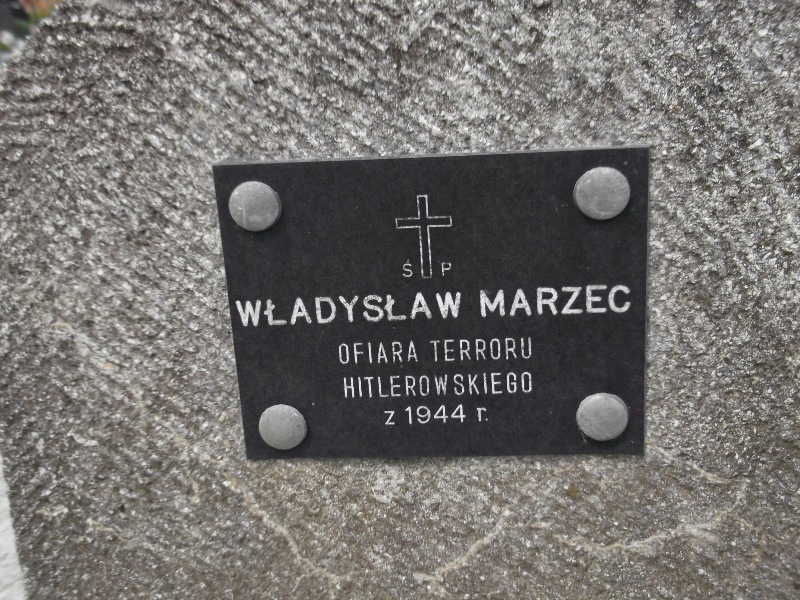 Ś P
WŁADYSŁAW MARZEC
OFIARA TERRORU
HITLEROWSKIEGO
z 1944 r.